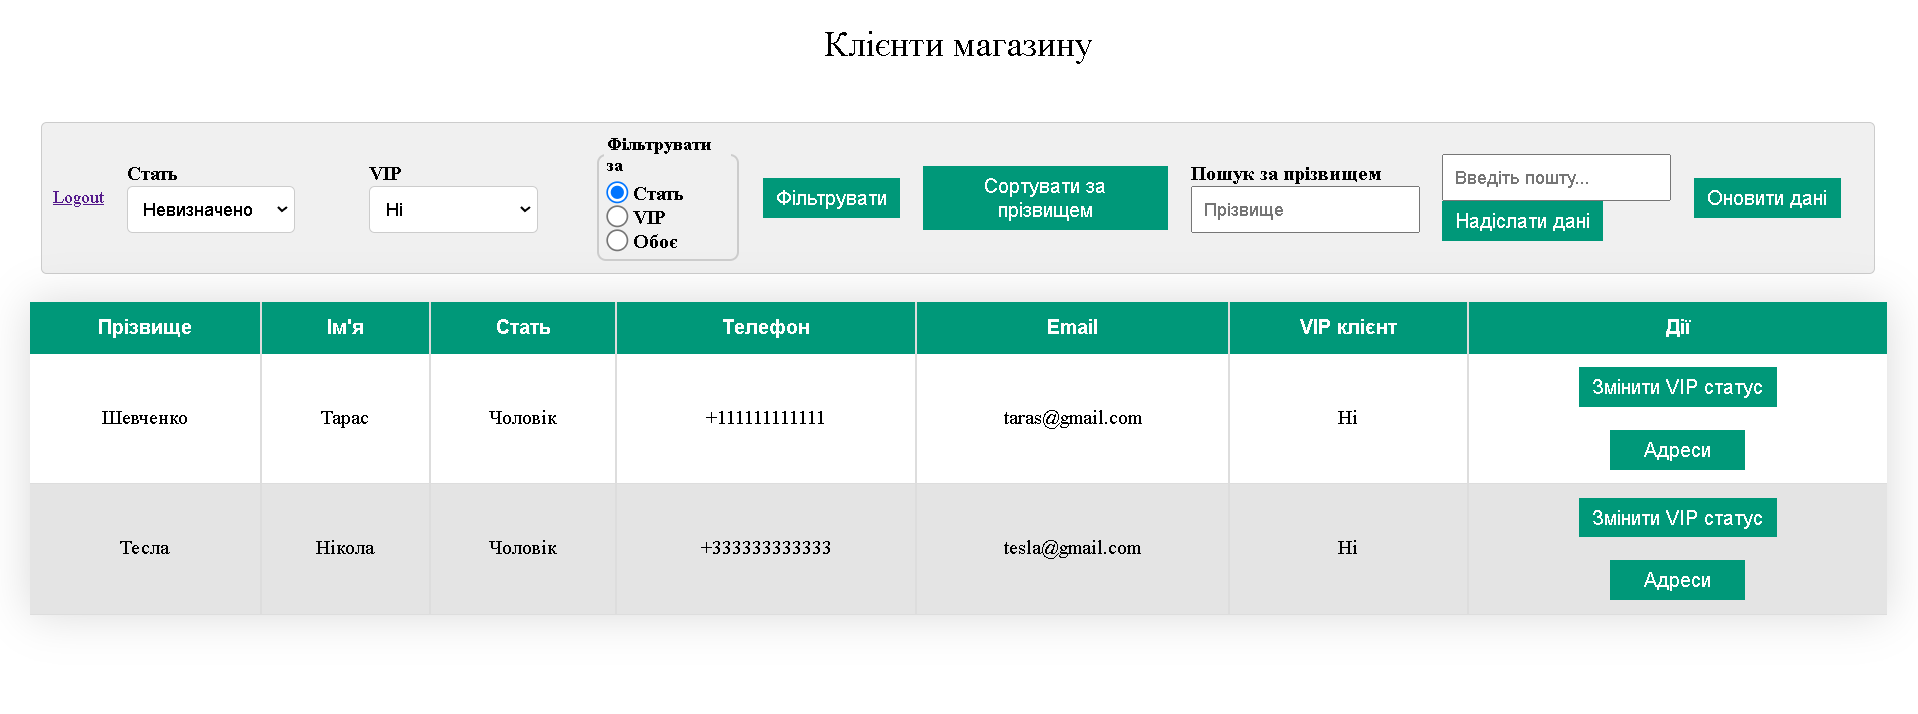 Клієнти магазину
Logout
Стать
Невизначено
VIP
Ні
Фільтрувати
за
Стать
VIP
Обоє
Фільтрувати
Сортувати за
прізвищем
Пошук за прізвищем
Прізвище
Введіть пошту...
Надіслати дані
Оновити дані
Прізвище Ім'я Стать Телефон Email VIP клієнт Дії
Шевченко Тарас Чоловік +111111111111 taras@gmail.com Ні
Змінити VIP статус
Адреси
Тесла Нікола Чоловік +333333333333 tesla@gmail.com Ні
Змінити VIP статус
Адреси